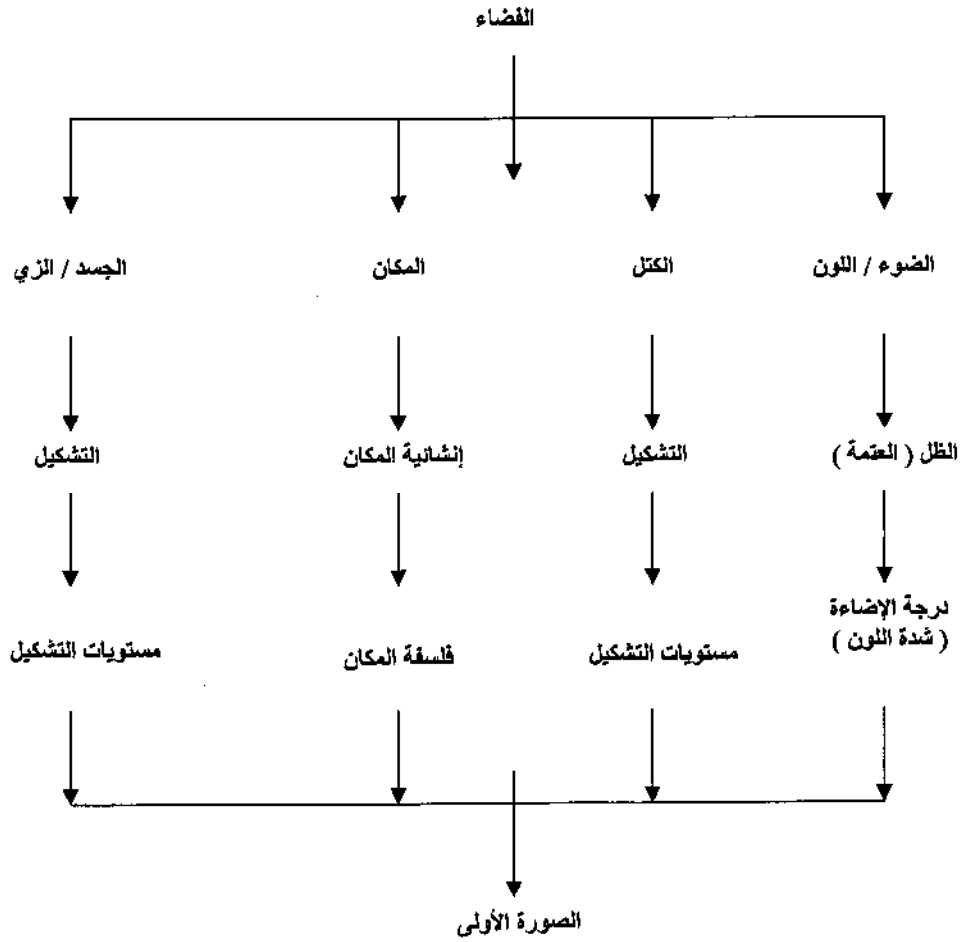 الفضاء
الضوء / اللون
الكتل
المكان
الجسد / الزي
الظل ( العتمة )
التشكيل
إنشائية المكان
التشكيل
درجة الإضاءة
( شدة اللون )
مستويات التشكيل
فلسفة المكان
مستويات التشكيل
الصورة الأولى